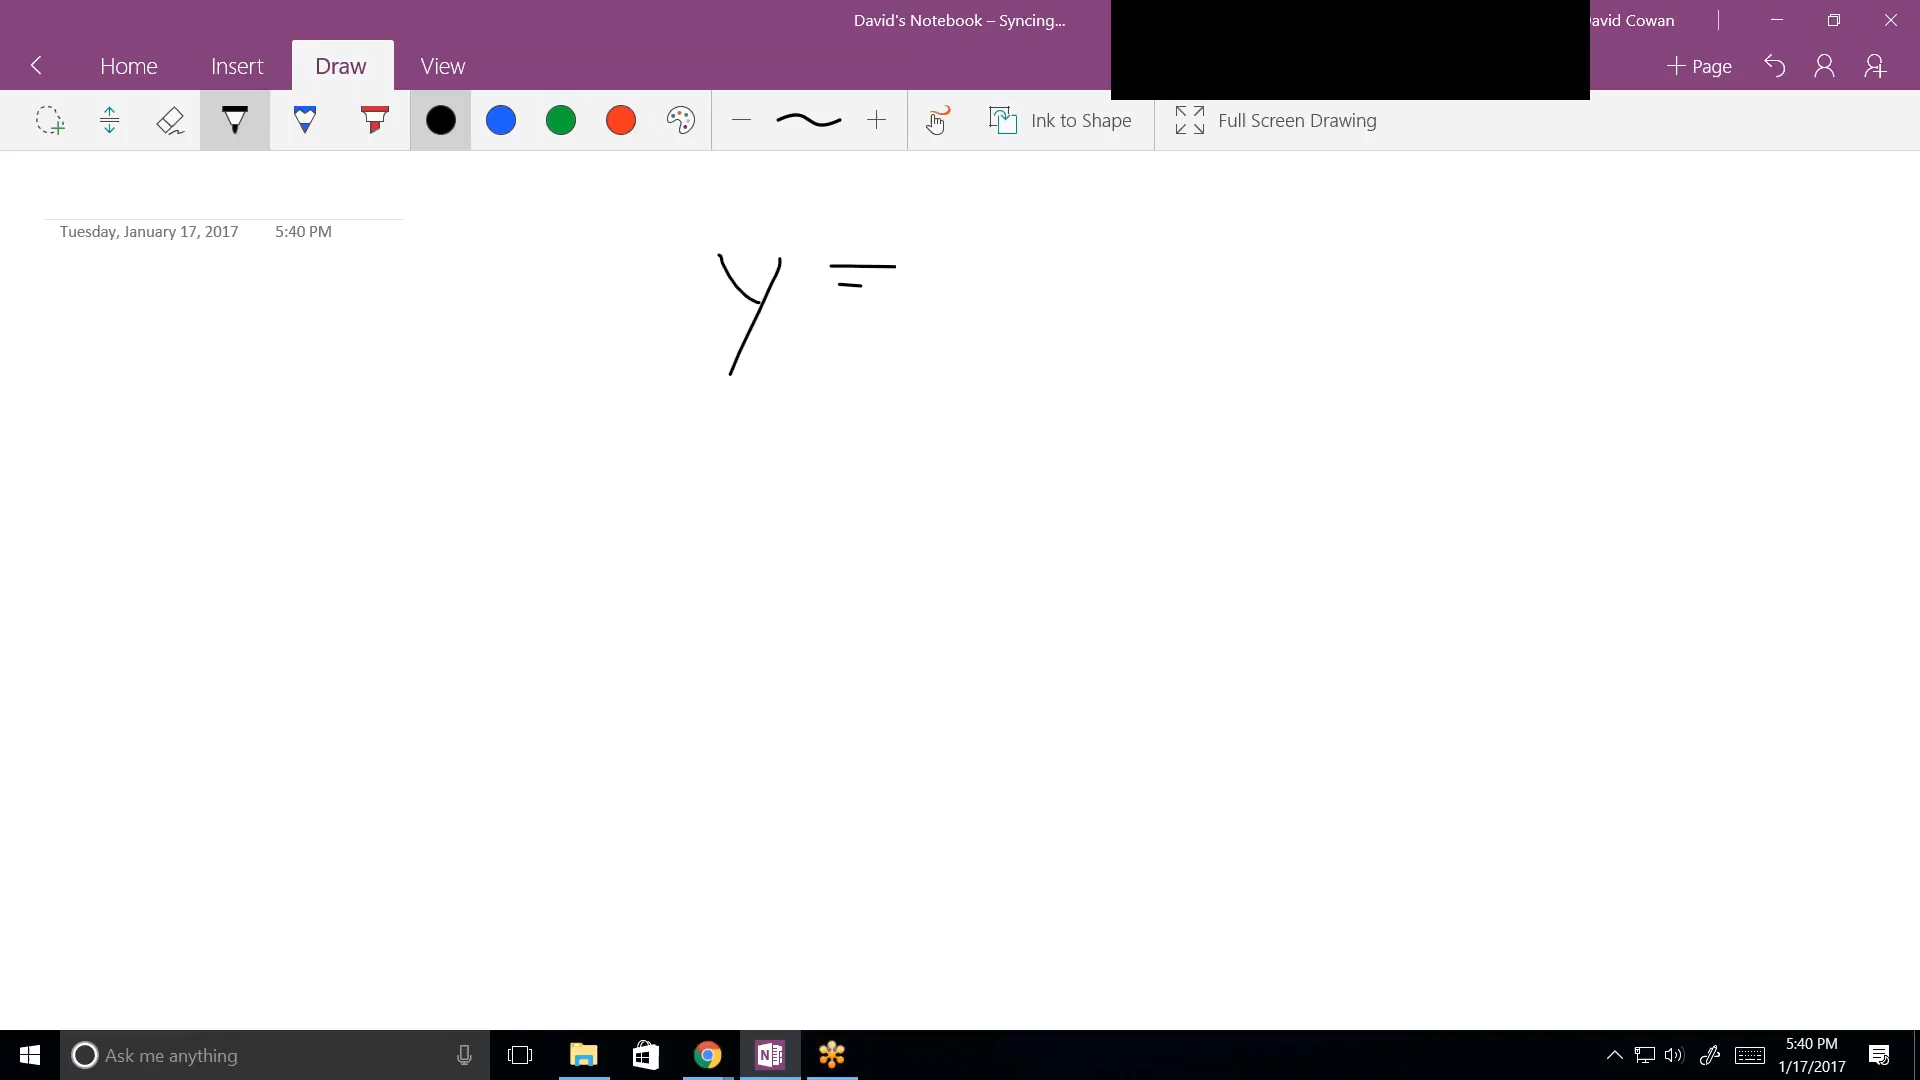 David's Notebook – Syncing...
avid Cowan
Home Insert Draw View
Page
Ink to Shape Full Screen Drawing
Tuesday, January 17, 2017 5:40 PM
y =
Ask me anything
N
5:40 PM
1/17/2017